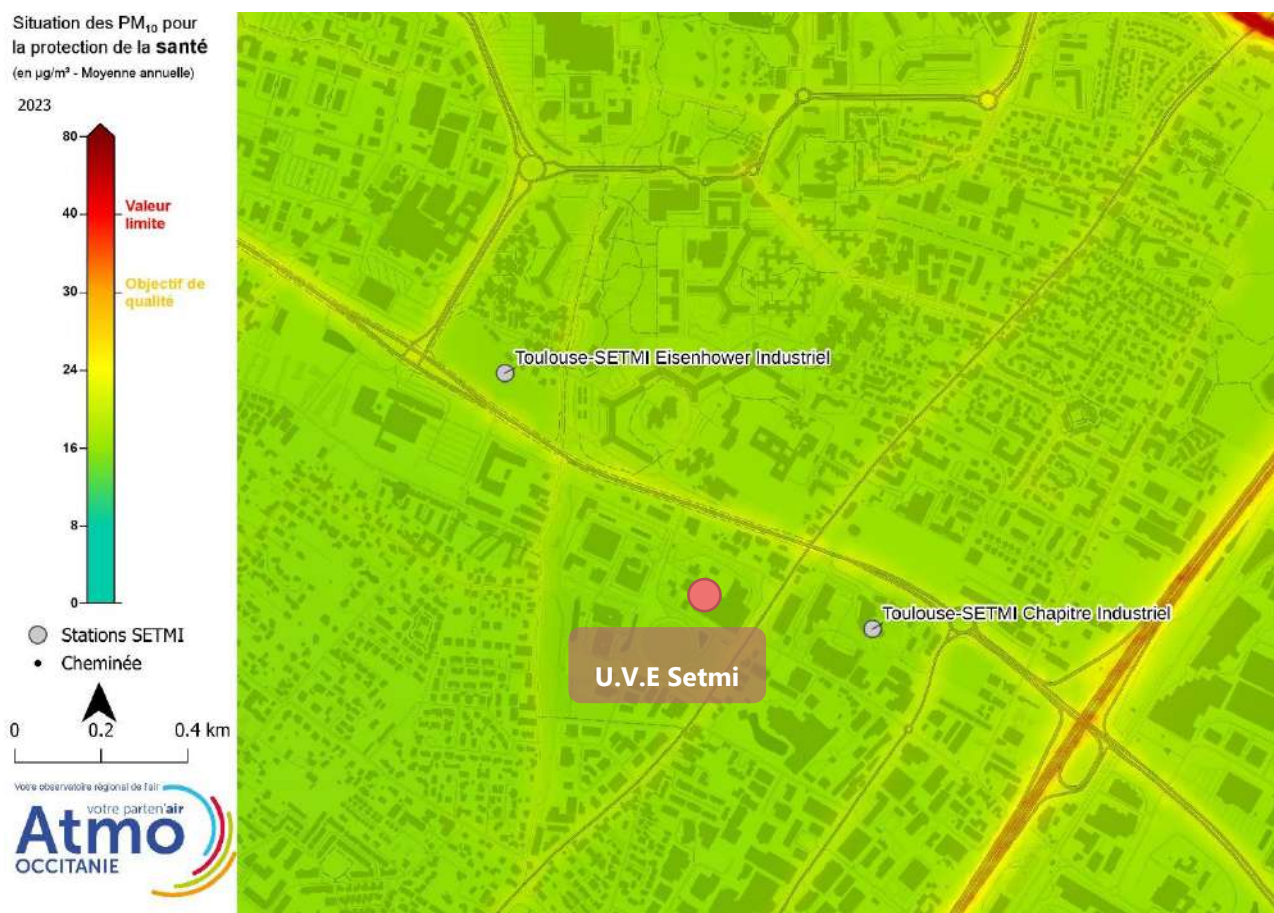 Situation des PM₁₀ pour
la protection de la santé
(en µg/m³ - Moyenne annuelle)
2023
80
40
Valeur
limite
30
Objectif de
qualité
24
16
8
0
Stations SETMI
Cheminée
0 0.2 0.4 km
Votre observatoire régional de l'air
votre parten'air
Atmo
OCCITANIE
Toulouse-SETMI Eisenhower Industriel
Toulouse-SETMI Chapitre Industriel
U.V.E Setmi